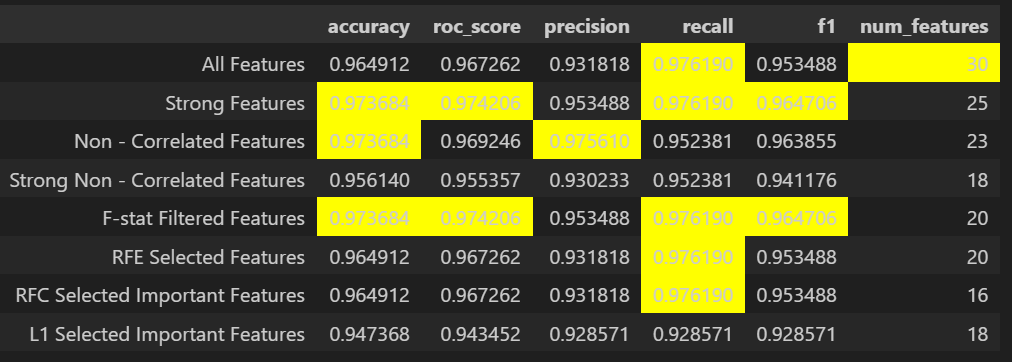 accuracy roc_score precision recall f1 num_features
All Features 0.964912 0.967262 0.931818 0.976190 0.953488 30
Strong Features 0.973684 0.974206 0.953488 0.976190 0.964706 25
Non - Correlated Features 0.973684 0.969246 0.975610 0.952381 0.963855 23
Strong Non - Correlated Features 0.956140 0.955357 0.930233 0.952381 0.941176 18
F-stat Filtered Features 0.973684 0.974206 0.953488 0.976190 0.964706 20
RFE Selected Features 0.964912 0.967262 0.931818 0.976190 0.953488 20
RFC Selected Important Features 0.964912 0.967262 0.931818 0.976190 0.953488 16
L1 Selected Important Features 0.947368 0.943452 0.928571 0.928571 0.928571 18